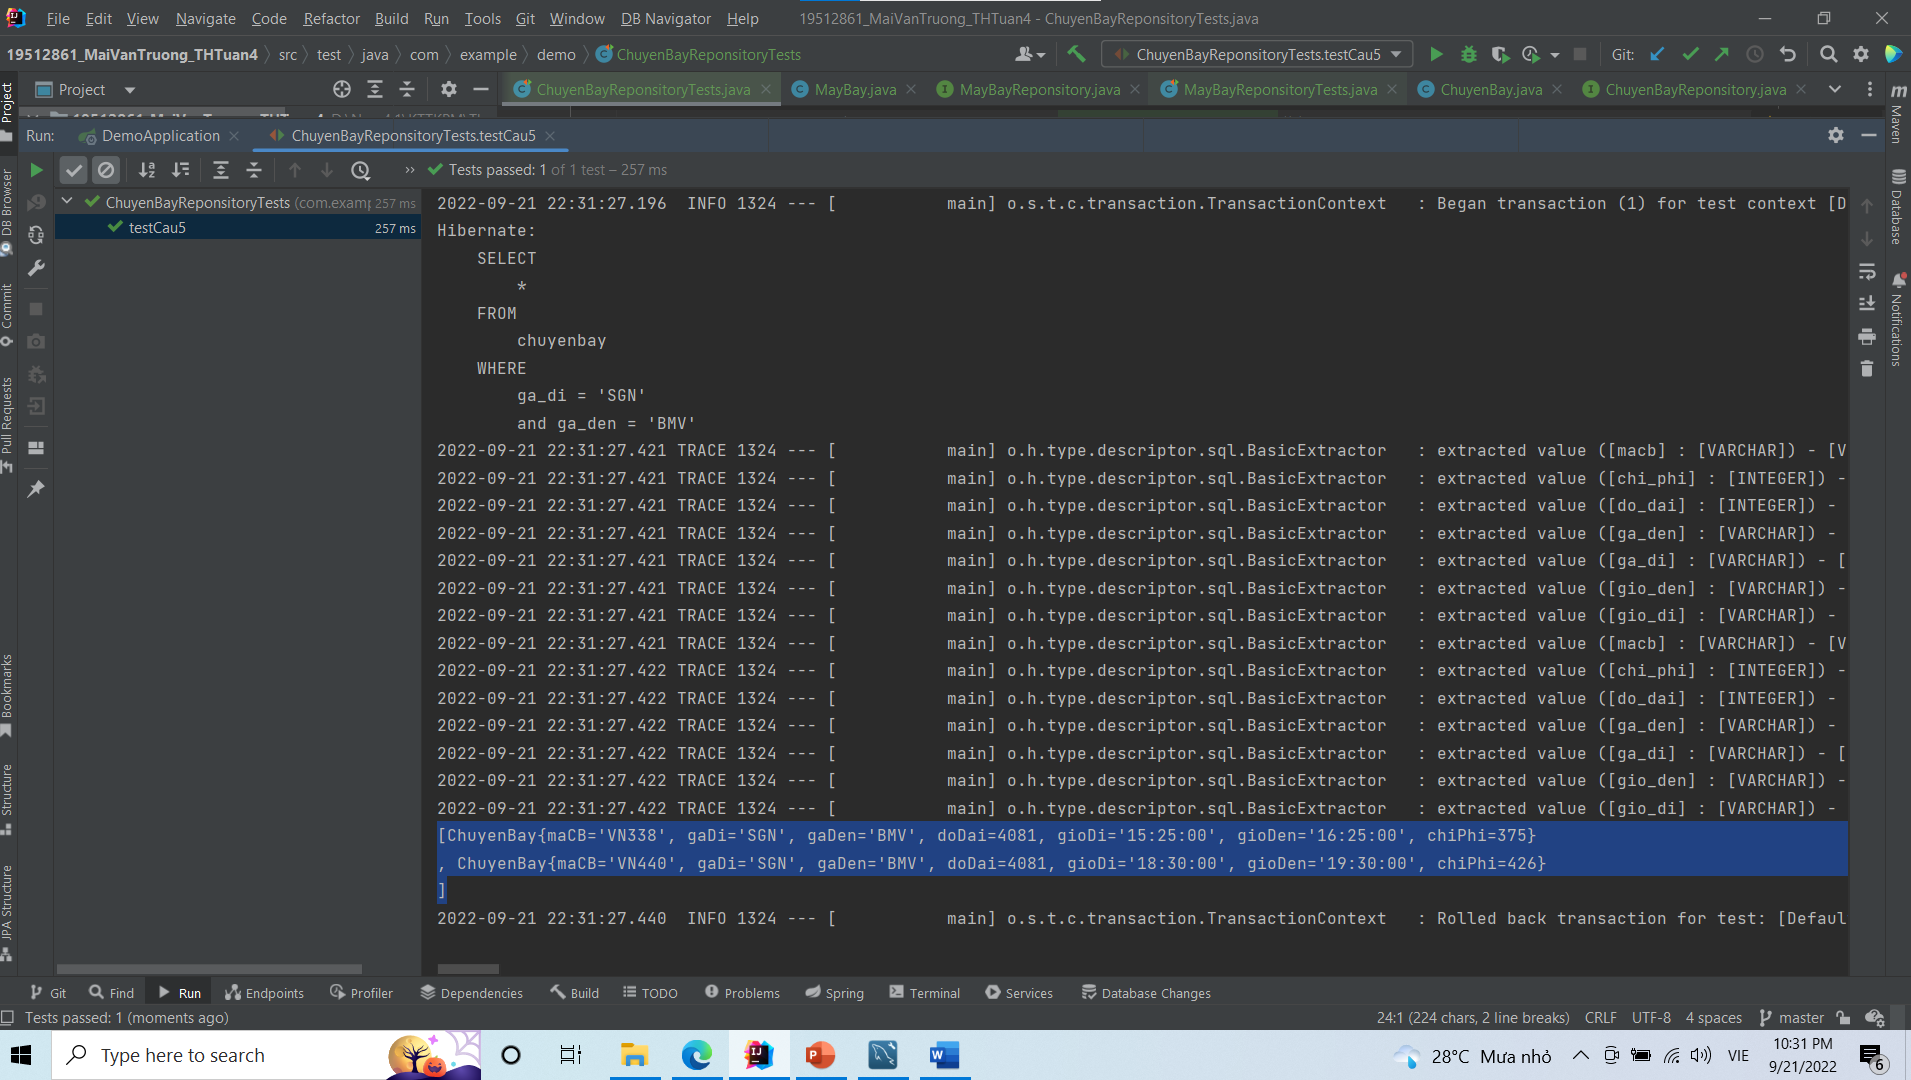 File Edit View Navigate Code Refactor Build Run Tools Git Window DB Navigator Help 19512861_MaiVanTruong_THTuan4 - ChuyenBayReponsitoryTests.java
19512861_MaiVanTruong_THTuan4 src test java com example demo ChuyenBayReponsitoryTests ChuyenBayReponsitoryTests.testCau5 Git:
Project ChuyenBayReponsitoryTests.java MayBay.java MayBayReponsitory.java MayBayReponsitoryTests.java ChuyenBay.java ChuyenBayReponsitory.java
Run: DemoApplication ChuyenBayReponsitoryTests.testCau5
Tests passed: 1 of 1 test – 257 ms
ChuyenBayReponsitoryTests (com.examp 257 ms
testCau5 257 ms
2022-09-21 22:31:27.196 INFO 1324 --- [ main] o.s.t.c.transaction.TransactionContext : Began transaction (1) for test context [D
Hibernate:
SELECT
*
FROM
chuyenbay
WHERE
ga_di = 'SGN'
and ga_den = 'BMV'
2022-09-21 22:31:27.421 TRACE 1324 --- [ main] o.h.type.descriptor.sql.BasicExtractor : extracted value ([macb] : [VARCHAR]) - [V
2022-09-21 22:31:27.421 TRACE 1324 --- [ main] o.h.type.descriptor.sql.BasicExtractor : extracted value ([chi_phi] : [INTEGER]) -
2022-09-21 22:31:27.421 TRACE 1324 --- [ main] o.h.type.descriptor.sql.BasicExtractor : extracted value ([do_dai] : [INTEGER]) -
2022-09-21 22:31:27.421 TRACE 1324 --- [ main] o.h.type.descriptor.sql.BasicExtractor : extracted value ([ga_den] : [VARCHAR]) -
2022-09-21 22:31:27.421 TRACE 1324 --- [ main] o.h.type.descriptor.sql.BasicExtractor : extracted value ([ga_di] : [VARCHAR]) - [
2022-09-21 22:31:27.421 TRACE 1324 --- [ main] o.h.type.descriptor.sql.BasicExtractor : extracted value ([gio_den] : [VARCHAR]) -
2022-09-21 22:31:27.421 TRACE 1324 --- [ main] o.h.type.descriptor.sql.BasicExtractor : extracted value ([gio_di] : [VARCHAR]) -
2022-09-21 22:31:27.421 TRACE 1324 --- [ main] o.h.type.descriptor.sql.BasicExtractor : extracted value ([macb] : [VARCHAR]) - [V
2022-09-21 22:31:27.422 TRACE 1324 --- [ main] o.h.type.descriptor.sql.BasicExtractor : extracted value ([chi_phi] : [INTEGER]) -
2022-09-21 22:31:27.422 TRACE 1324 --- [ main] o.h.type.descriptor.sql.BasicExtractor : extracted value ([do_dai] : [INTEGER]) -
2022-09-21 22:31:27.422 TRACE 1324 --- [ main] o.h.type.descriptor.sql.BasicExtractor : extracted value ([ga_den] : [VARCHAR]) -
2022-09-21 22:31:27.422 TRACE 1324 --- [ main] o.h.type.descriptor.sql.BasicExtractor : extracted value ([ga_di] : [VARCHAR]) - [
2022-09-21 22:31:27.422 TRACE 1324 --- [ main] o.h.type.descriptor.sql.BasicExtractor : extracted value ([gio_den] : [VARCHAR]) -
2022-09-21 22:31:27.422 TRACE 1324 --- [ main] o.h.type.descriptor.sql.BasicExtractor : extracted value ([gio_di] : [VARCHAR]) -
[ChuyenBay{maCB='VN338', gaDi='SGN', gaDen='BMV', doDai=4081, gioDi='15:25:00', gioDen='16:25:00', chiPhi=375}
, ChuyenBay{maCB='VN440', gaDi='SGN', gaDen='BMV', doDai=4081, gioDi='18:30:00', gioDen='19:30:00', chiPhi=426}
]
2022-09-21 22:31:27.440 INFO 1324 --- [ main] o.s.t.c.transaction.TransactionContext : Rolled back transaction for test: [Defaul
Project
DB Browser
Commit
Pull Requests
Bookmarks
Structure
JPA Structure
Maven
Database
Notifications
Git Find Run Endpoints Profiler Dependencies Build TODO Problems Spring Terminal Services Database Changes
Tests passed: 1 (moments ago) 24:1 (224 chars, 2 line breaks) CRLF UTF-8 4 spaces master
Type here to search 28°C Mưa nhỏ VIE 10:31 PM
9/21/2022 6